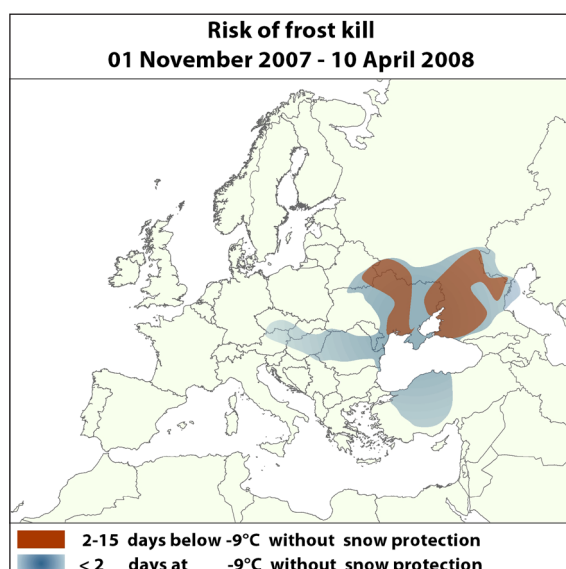 Risk of frost kill
01 November 2007 - 10 April 2008
2-15 days below -9°C without snow protection
< 2 days at -9°C without snow protection